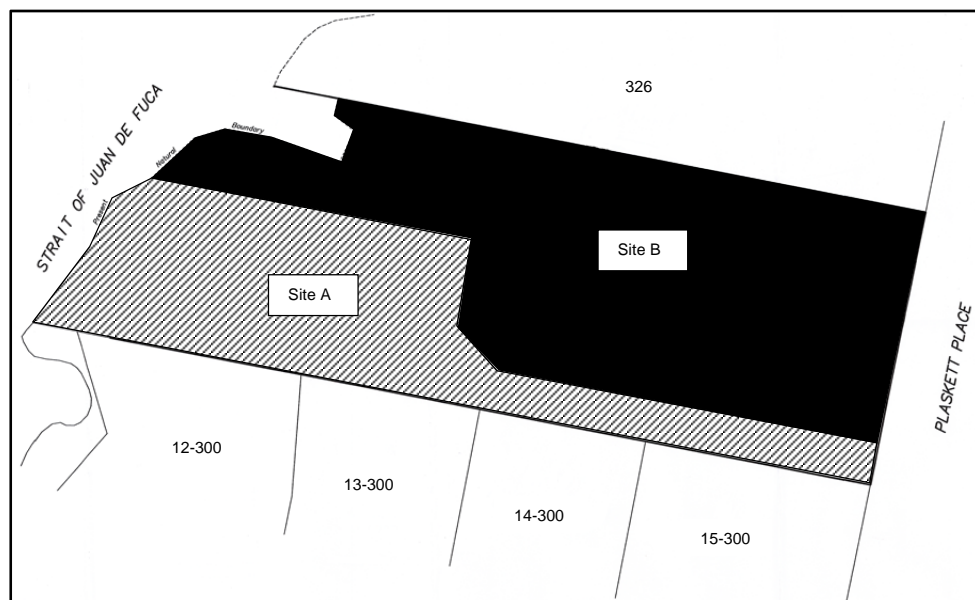 326
STRAIT OF JUAN DE FUCA
Boundary
Natural
Present
Site B
Site A
PLASKETT PLACE
12-300
13-300
14-300
15-300